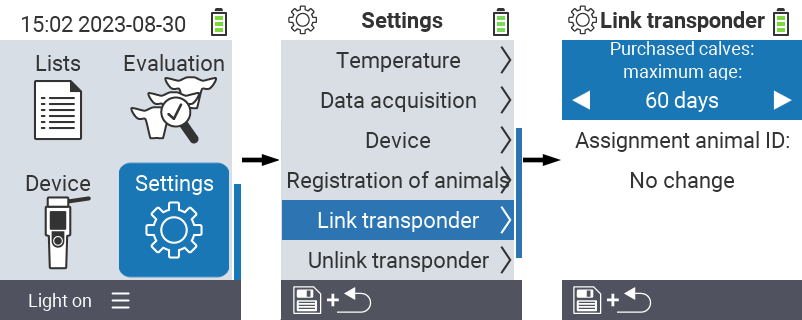 15:02 2023-08-30
Lists
Evaluation
Device
Settings
Light on
Settings
Temperature
Data acquisition
Device
Registration of animals
Link transponder
Unlink transponder
+
Link transponder
Purchased calves:
maximum age:
60 days
Assignment animal ID:
No change
+